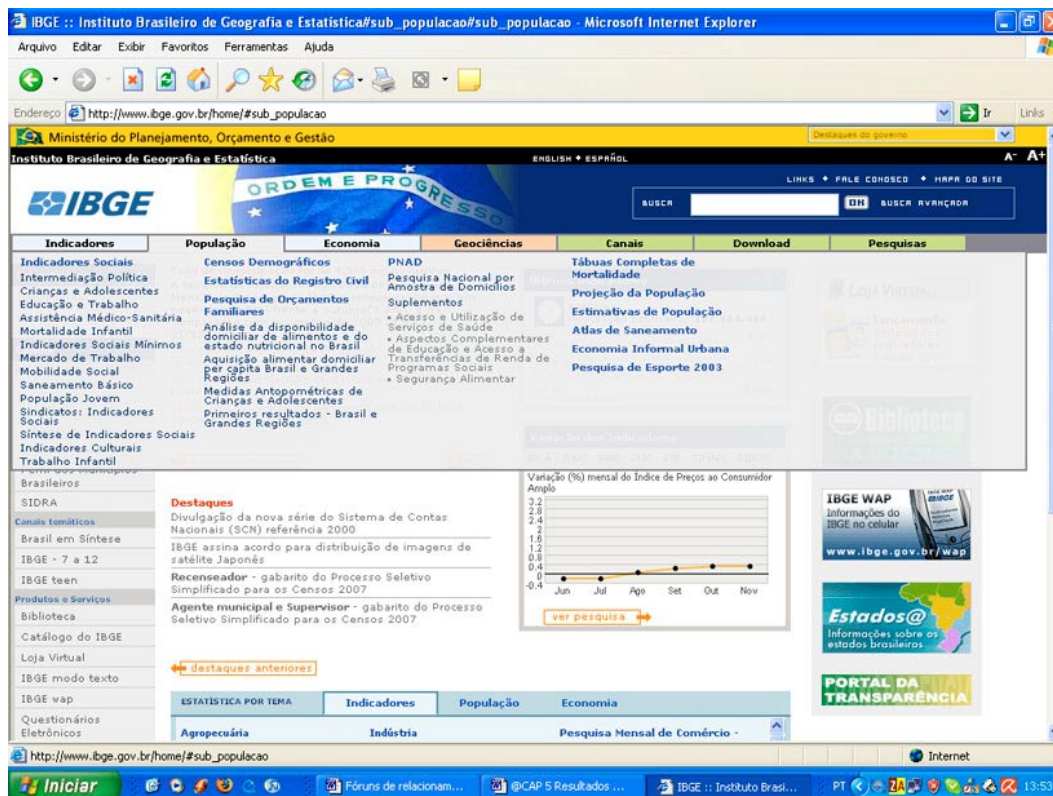 IBGE :: Instituto Brasileiro de Geografia e Estatística#sub_populacao#sub_populacao - Microsoft Internet Explorer
Arquivo Editar Exibir Favoritos Ferramentas Ajuda
Endereço http://www.ibge.gov.br/home/#sub_populacao Ir Links
Ministério do Planejamento, Orçamento e Gestão Destaques do governo
Instituto Brasileiro de Geografia e Estatística ENGLISH ESPAÑOL A- A+
ORDEM E PROGRESSO
LINKS FALE CONOSCO MAPA DO SITE
IBGE BUSCA OK BUSCA AVANÇADA
Indicadores População Economia Geociências Canais Download Pesquisas
Indicadores Sociais
Intermediação Política
Crianças e Adolescentes
Educação e Trabalho
Assistência Médico-Sanitária
Mortalidade Infantil
Indicadores Sociais Mínimos
Mercado de Trabalho
Mobilidade Social
Saneamento Básico
População Jovem
Sindicatos: Indicadores
Sociais
Síntese de Indicadores Sociais
Indicadores Culturais
Trabalho Infantil
Censos Demográficos
Estatísticas do Registro Civil
Pesquisa de Orçamentos
Familiares
Análise da disponibilidade
domiciliar de alimentos e do
estado nutricional no Brasil
Aquisição alimentar domiciliar
per capita Brasil e Grandes
Regiões
Medidas Antopométricas de
Crianças e Adolescentes
Primeiros resultados - Brasil e
Grandes Regiões
PNAD
Pesquisa Nacional por
Amostra de Domicílios
Suplementos
• Acesso e Utilização de
Serviços de Saúde
• Aspectos Complementares
de Educação e Acesso a
Transferências de Renda de
Programas Sociais
• Segurança Alimentar
Tábuas Completas de
Mortalidade
Projeção da População
Estimativas de População
Atlas de Saneamento
Economia Informal Urbana
Pesquisa de Esporte 2003
Loja Virtual
Lançamento
Biblioteca
Variação dos Indicadores
Brasileiros
SIDRA
Canais temáticos
Brasil em Síntese
IBGE - 7 a 12
IBGE teen
Produtos e Serviços
Biblioteca
Catálogo do IBGE
Loja Virtual
IBGE modo texto
IBGE wap
Questionários
Eletrônicos
Destaques
Divulgação da nova série do Sistema de Contas
Nacionais (SCN) referência 2000
IBGE assina acordo para distribuição de imagens de
satélite Japonês
Recenseador - gabarito do Processo Seletivo
Simplificado para os Censos 2007
Agente municipal e Supervisor - gabarito do Processo
Seletivo Simplificado para os Censos 2007
destaques anteriores
Variação (%) mensal do Índice de Preços ao Consumidor
Amplo
3.2
2.8
2.4
2
1.6
1.2
0.8
0.4
0
-0.4
Jun Jul Ago Set Out Nov
ver pesquisa
IBGE WAP
Informações do
IBGE no celular
www.ibge.gov.br/wap
Estados@
Informações sobre os
estados brasileiros
PORTAL DA
TRANSPARÊNCIA
ESTATÍSTICA POR TEMA Indicadores População Economia
Agropecuária Indústria Pesquisa Mensal de Comércio -
http://www.ibge.gov.br/home/#sub_populacao Internet
Iniciar Fóruns de relacionam... @CAP 5 Resultados ... IBGE :: Instituto Brasi... PT 13:53